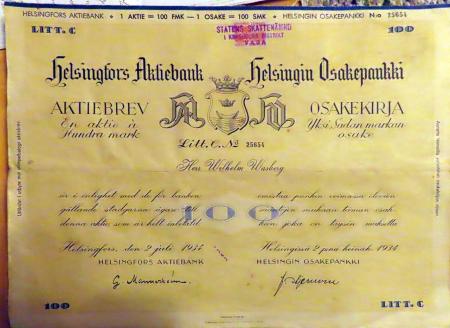 HELSINGFORS AKTIEBANK + 1 AKTIE = 100 FMK — 1 OSAKE = 100 SMK + HELSINGIN OSAKEPANKKI N:o 25654
LITT. C
STATENS SKATTENÄMND
VASA
100
Helsingfors Aktiebank
Helsingin Osakepankki
AKTIEBREV
OSAKEKIRJA
En aktie à
Hundra mark
Yksi Sadan markan
osake
Litt. C. No 25654
Herr Wilhelm Wasberg
är i enlighet med de för banken
gällande stadgarna ägare till
denna aktie som är helt inbetald
omistaa pankin voimassa olevien
sääntöjen mukaan tämän osak-
keen joka on täysin maksettu
100
Helsingfors, den 2 juli 1934
Helsingissä 2 pnä heinäk. 1934
HELSINGFORS AKTIEBANK
HELSINGIN OSAKEPANKKI
100
LITT. C